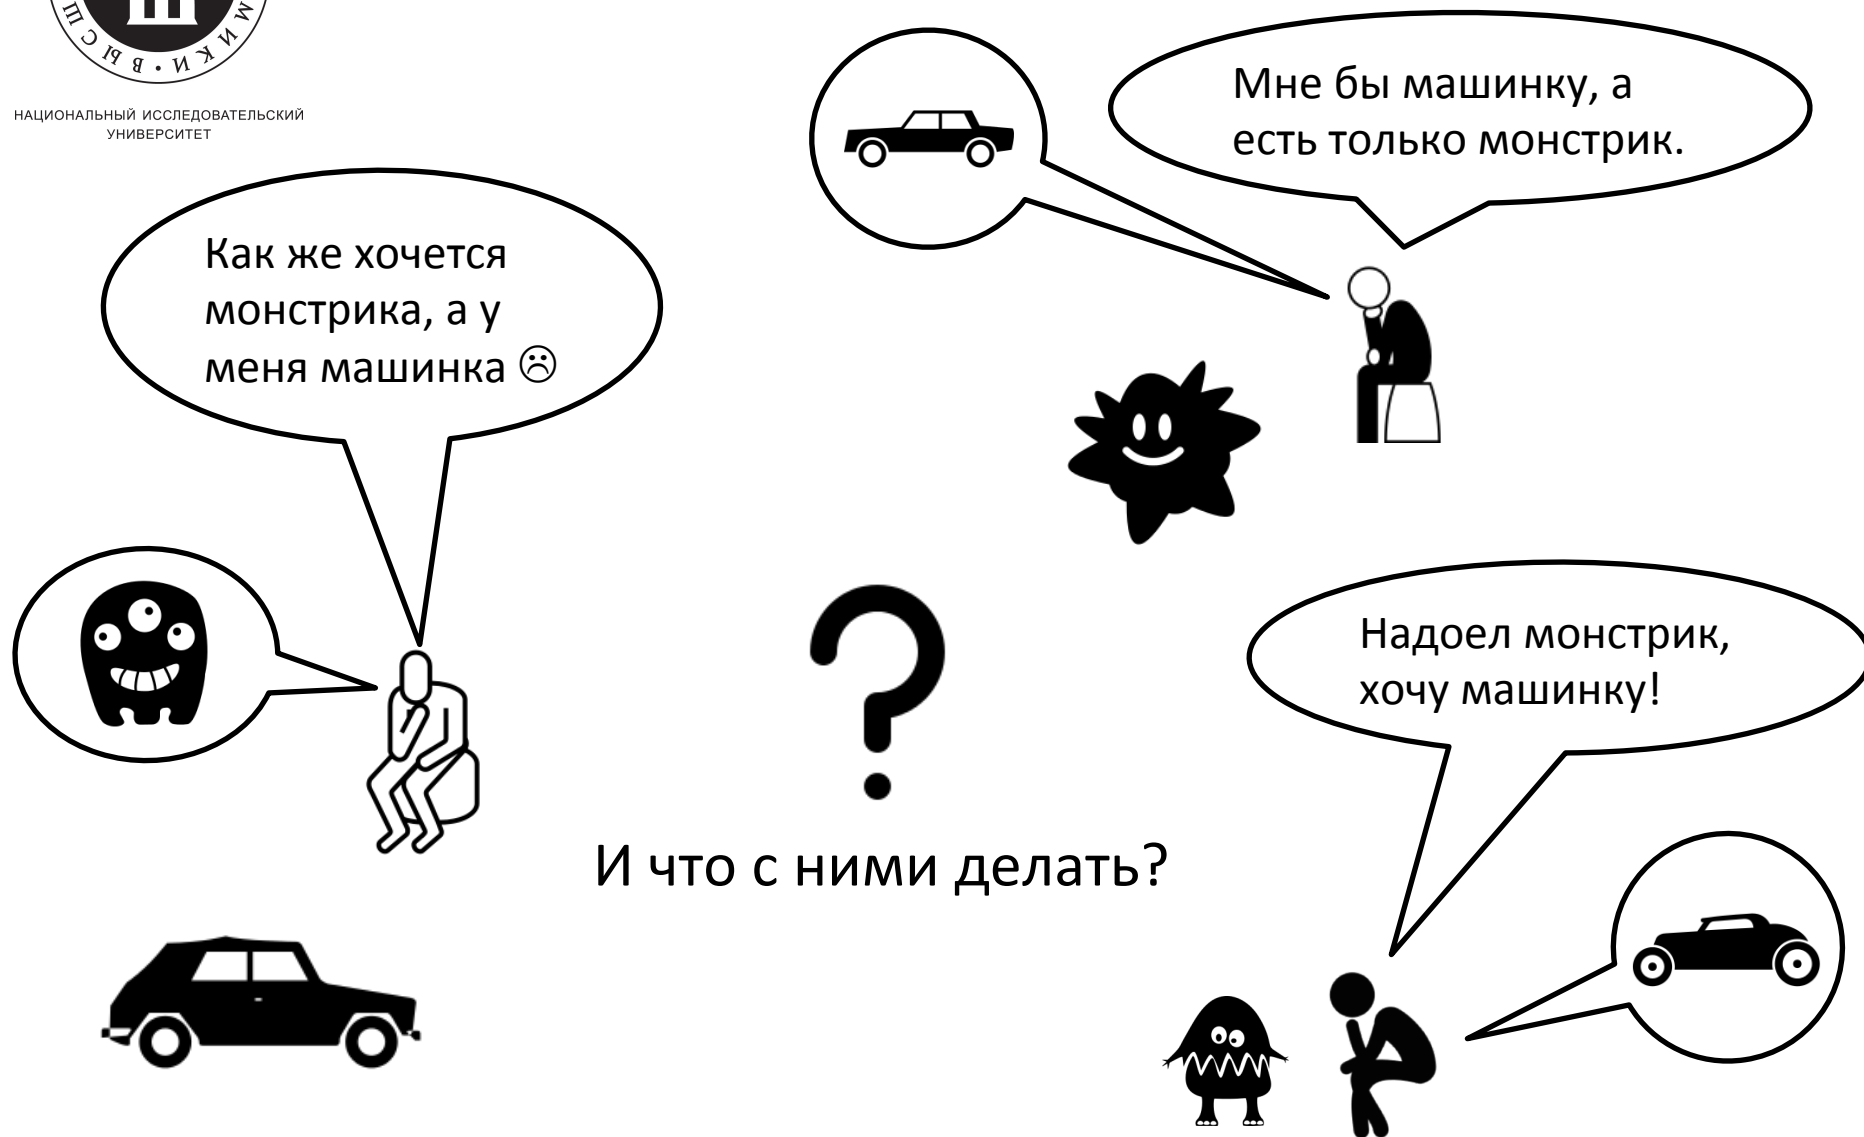 НАЦИОНАЛЬНЫЙ ИССЛЕДОВАТЕЛЬСКИЙ
УНИВЕРСИТЕТ
Мне бы машинку, а
есть только монстрик.
Как же хочется
монстрика, а у
меня машинка ☹
Надоел монстрик,
хочу машинку!
И что с ними делать?